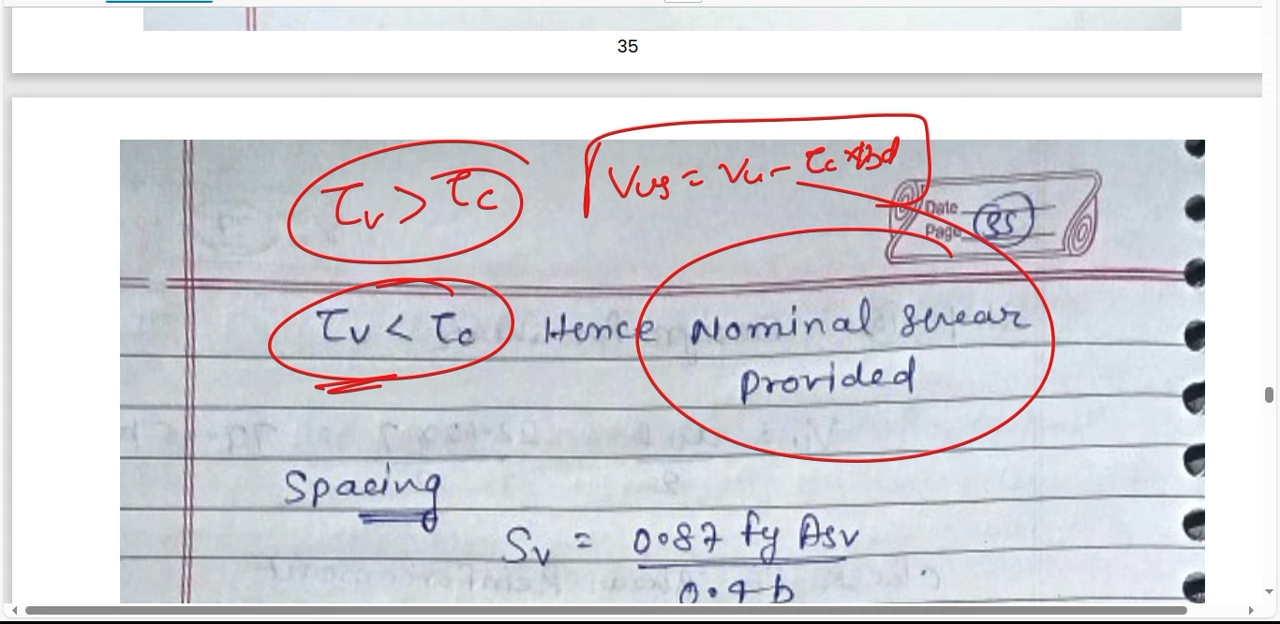 35
τv > τc
Vus = Vu - τc × bd
Date
Page 35
τv < τc Hence Nominal shear
provided
Spacing
Sv = 0.87 fy Asv
0.4 b